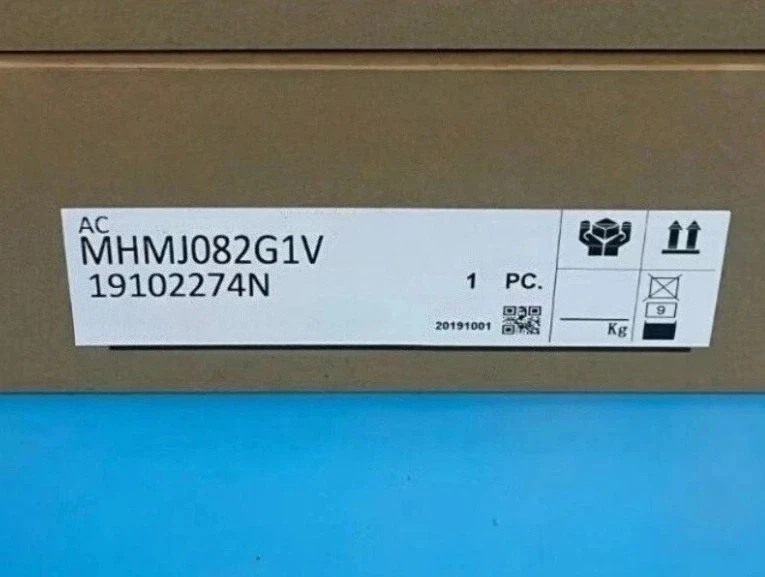 AC
MHMJ082G1V
19102274N
1 PC.
20191001
Kg
9